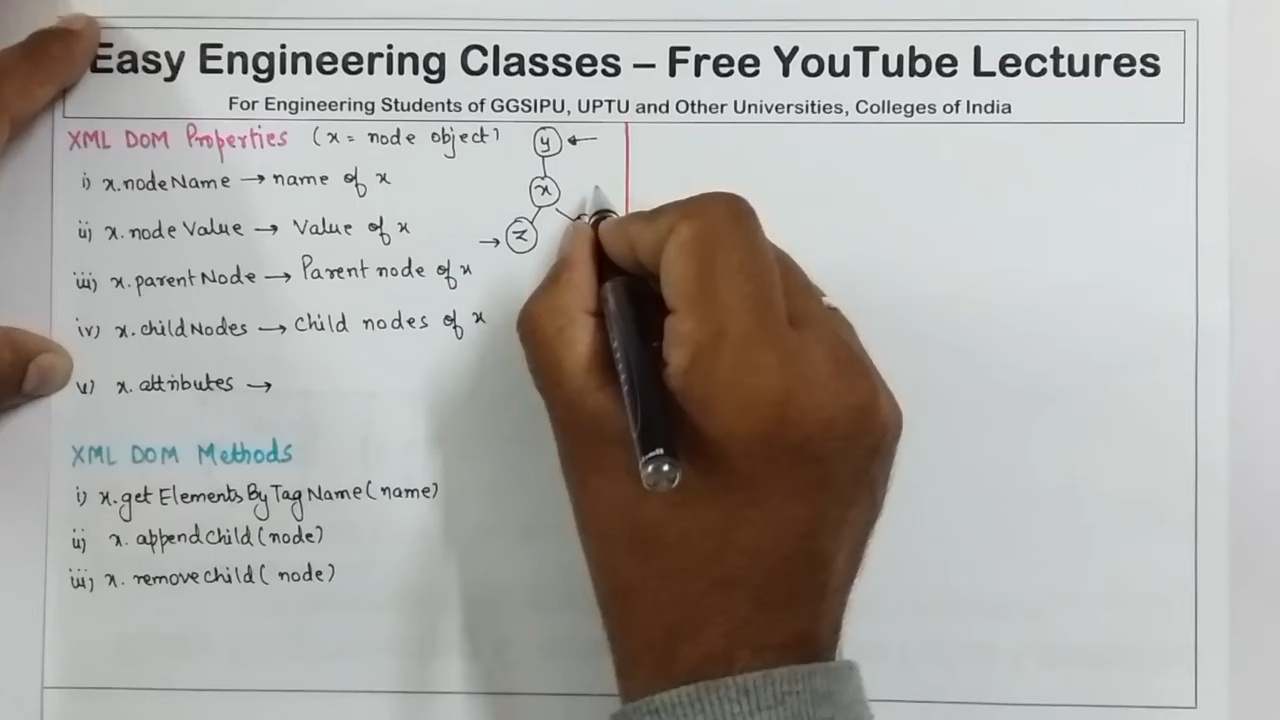 Easy Engineering Classes – Free YouTube Lectures
For Engineering Students of GGSIPU, UPTU and Other Universities, Colleges of India
XML DOM Properties (x = node object)
i) x.nodeName → name of x
ii) x.nodeValue → Value of x
iii) x.parentNode → Parent node of x
iv) x.childNodes → Child nodes of x
v) x.attributes →
y ←
x
→ z
XML DOM Methods
i) x.getElementsByTagName(name)
ii) x.appendChild(node)
iii) x.removeChild(node)